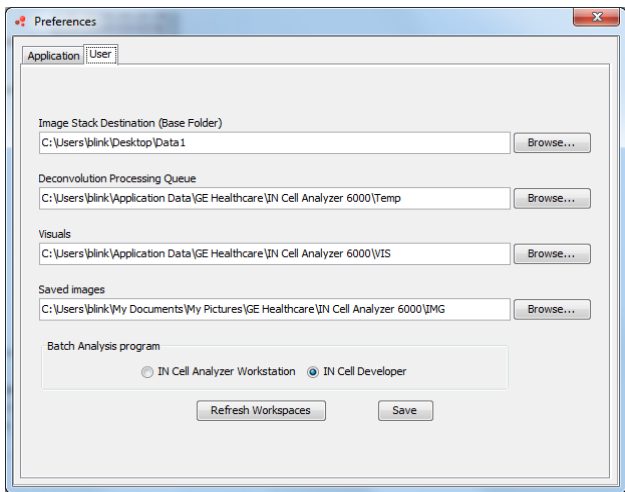 Preferences
Application User
Image Stack Destination (Base Folder)
C:\Users\blink\Desktop\Data1 Browse...
Deconvolution Processing Queue
C:\Users\blink\Application Data\GE Healthcare\IN Cell Analyzer 6000\Temp Browse...
Visuals
C:\Users\blink\Application Data\GE Healthcare\IN Cell Analyzer 6000\VIS Browse...
Saved images
C:\Users\blink\My Documents\My Pictures\GE Healthcare\IN Cell Analyzer 6000\IMG Browse...
Batch Analysis program
IN Cell Analyzer Workstation IN Cell Developer
Refresh Workspaces Save